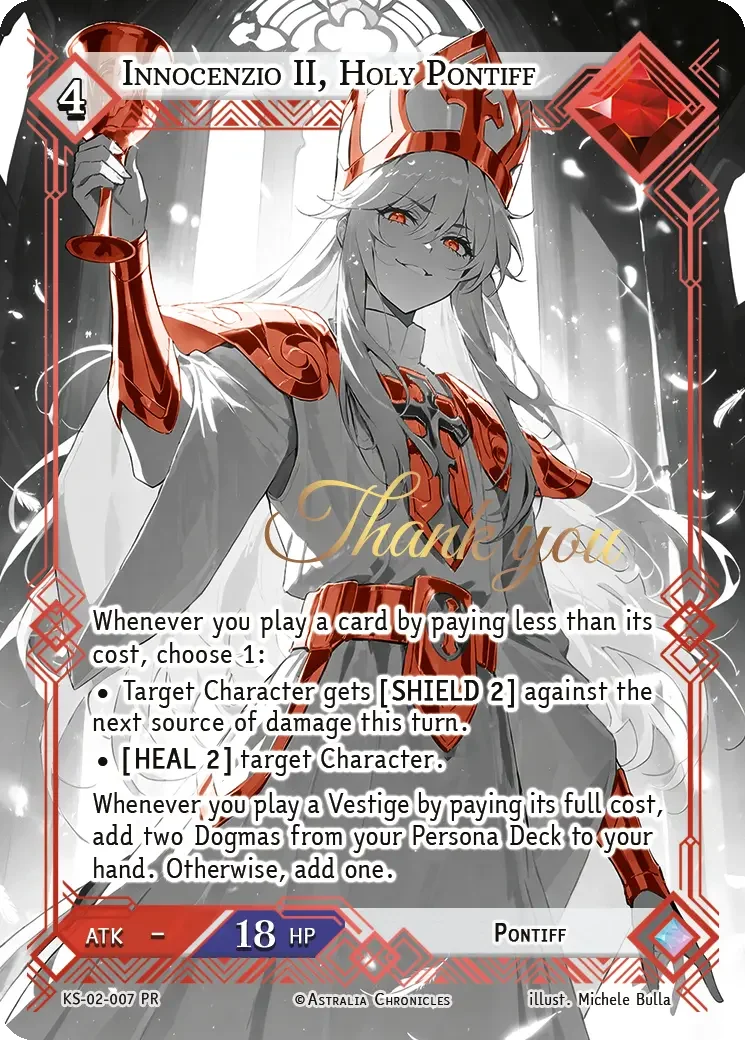 4
Innocenzio II, Holy Pontiff
Thank you
Whenever you play a card by paying less than its
cost, choose 1:
• Target Character gets [SHIELD 2] against the
next source of damage this turn.
• [HEAL 2] target Character.
Whenever you play a Vestige by paying its full cost,
add two Dogmas from your Persona Deck to your
hand. Otherwise, add one.
ATK – 18 HP Pontiff
KS-02-007 PR ©Astralia Chronicles illust. Michele Bulla